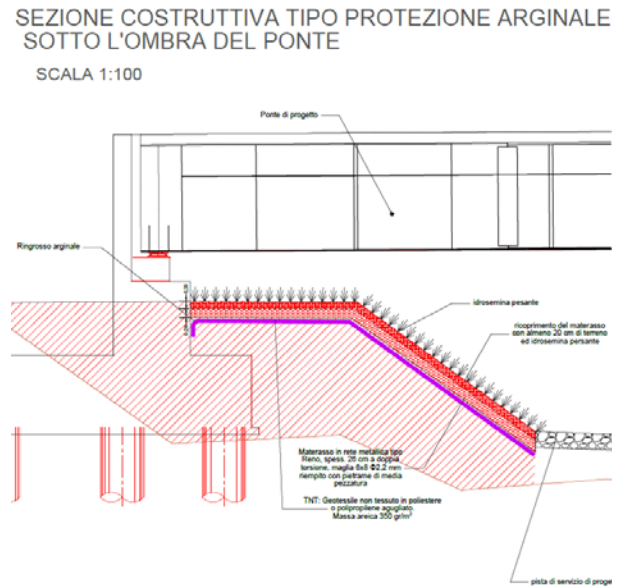 SEZIONE COSTRUTTIVA TIPO PROTEZIONE ARGINALE
SOTTO L'OMBRA DEL PONTE
SCALA 1:100
Ponte di progetto
Ringrosso arginale
idrosemina pesante
ricoprimento del materasso
con almeno 20 cm di terreno
ed idrosemina persante
Materasso in rete metallica tipo
Reno, spess. 26 cm a doppia
torsione, maglia 6x8 Φ2,2 mm
riempito con pietrame di media
pezzatura
TNT: Geotessile non tessuto in poliestere
o polipropilene agugliato.
Massa areica 350 gr/m²
pista di servizio di proge